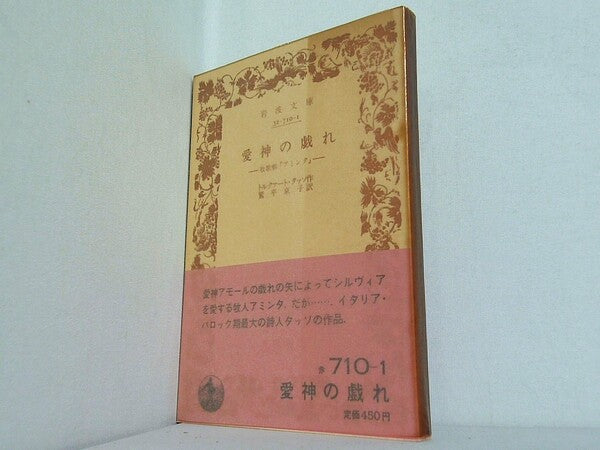 岩波文庫
32-710-1
愛神の戯れ
—牧歌劇『アミンタ』—
トルクァート・タッソ作
鷲平京子訳
愛神アモールの戯れの矢によってシルヴィア
を愛する牧人アミンタ。だが……。イタリア・
バロック期最大の詩人タッソの作品。
赤 710-1
愛神の戯れ
定価450円